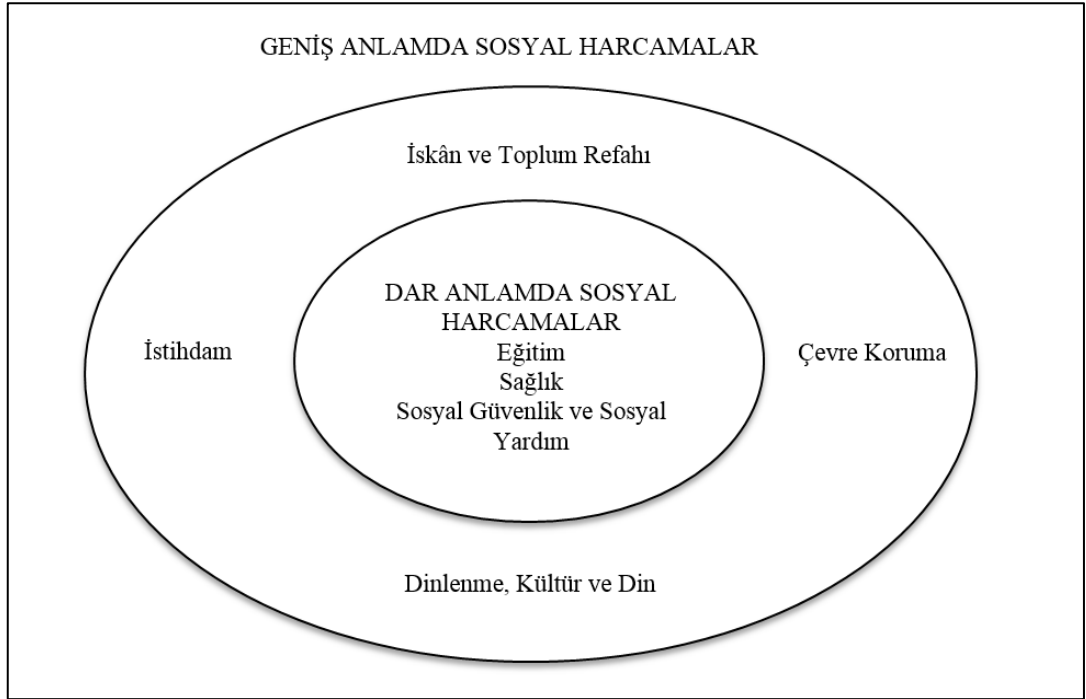 GENİŞ ANLAMDA SOSYAL HARCAMALAR
İskân ve Toplum Refahı
DAR ANLAMDA SOSYAL
HARCAMALAR
Eğitim
Sağlık
Sosyal Güvenlik ve Sosyal
Yardım
İstihdam
Çevre Koruma
Dinlenme, Kültür ve Din